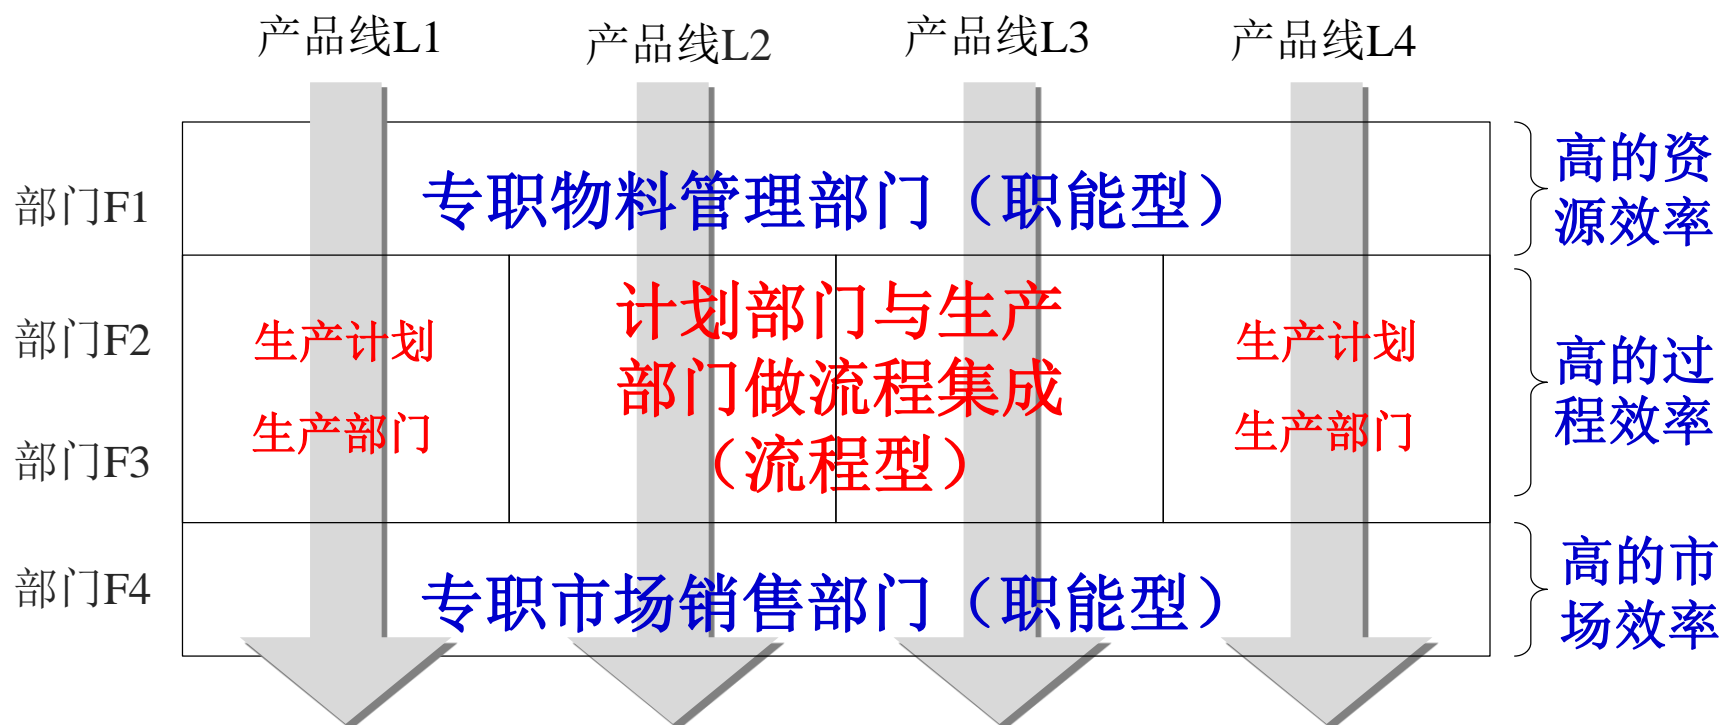 产品线L1
产品线L2
产品线L3
产品线L4
部门F1
专职物料管理部门（职能型）
高的资
源效率
部门F2
部门F3
生产计划
生产部门
计划部门与生产
部门做流程集成
（流程型）
生产计划
生产部门
高的过
程效率
部门F4
专职市场销售部门（职能型）
高的市
场效率